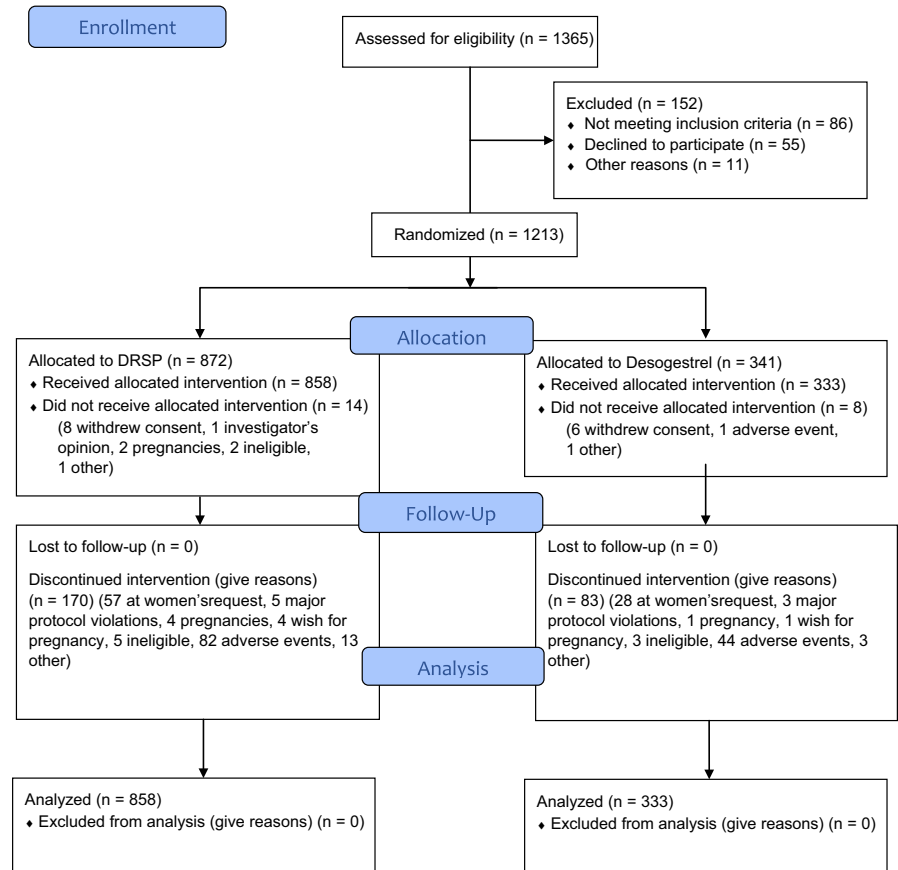 Enrollment
Assessed for eligibility (n = 1365)
Excluded (n = 152)
♦ Not meeting inclusion criteria (n = 86)
♦ Declined to participate (n = 55)
♦ Other reasons (n = 11)
Randomized (n = 1213)
Allocation
Allocated to DRSP (n = 872)
♦ Received allocated intervention (n = 858)
♦ Did not receive allocated intervention (n = 14)
(8 withdrew consent, 1 investigator's
opinion, 2 pregnancies, 2 ineligible,
1 other)
Allocated to Desogestrel (n = 341)
♦ Received allocated intervention (n = 333)
♦ Did not receive allocated intervention (n = 8)
(6 withdrew consent, 1 adverse event,
1 other)
Follow-Up
Lost to follow-up (n = 0)
Discontinued intervention (give reasons)
(n = 170) (57 at women'srequest, 5 major
protocol violations, 4 pregnancies, 4 wish for
pregnancy, 5 ineligible, 82 adverse events, 13
other)
Lost to follow-up (n = 0)
Discontinued intervention (give reasons)
(n = 83) (28 at women'srequest, 3 major
protocol violations, 1 pregnancy, 1 wish for
pregnancy, 3 ineligible, 44 adverse events, 3
other)
Analysis
Analyzed (n = 858)
♦ Excluded from analysis (give reasons) (n = 0)
Analyzed (n = 333)
♦ Excluded from analysis (give reasons) (n = 0)